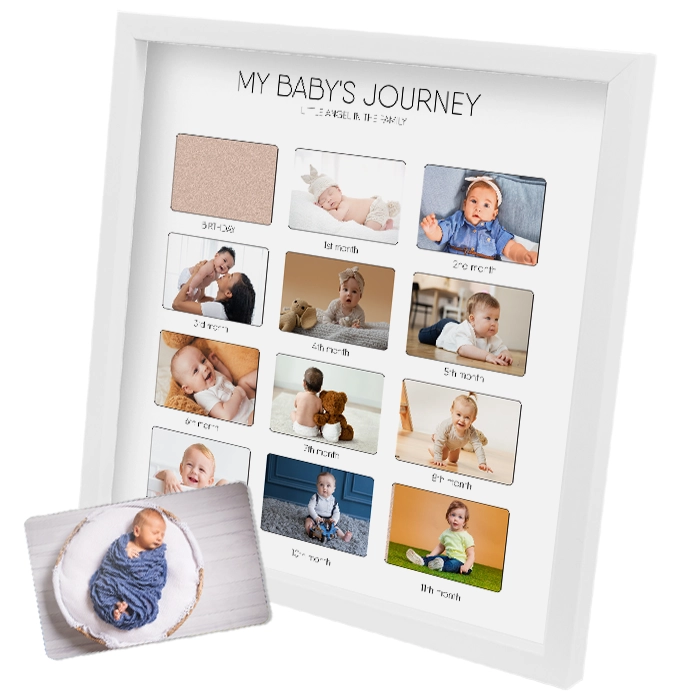 MY BABY'S JOURNEY
LITTLE ANGEL IN THE FAMILY
BIRTHDAY
1st month
2nd month
3rd month
4th month
5th month
6th month
7th month
8th month
10th month
11th month